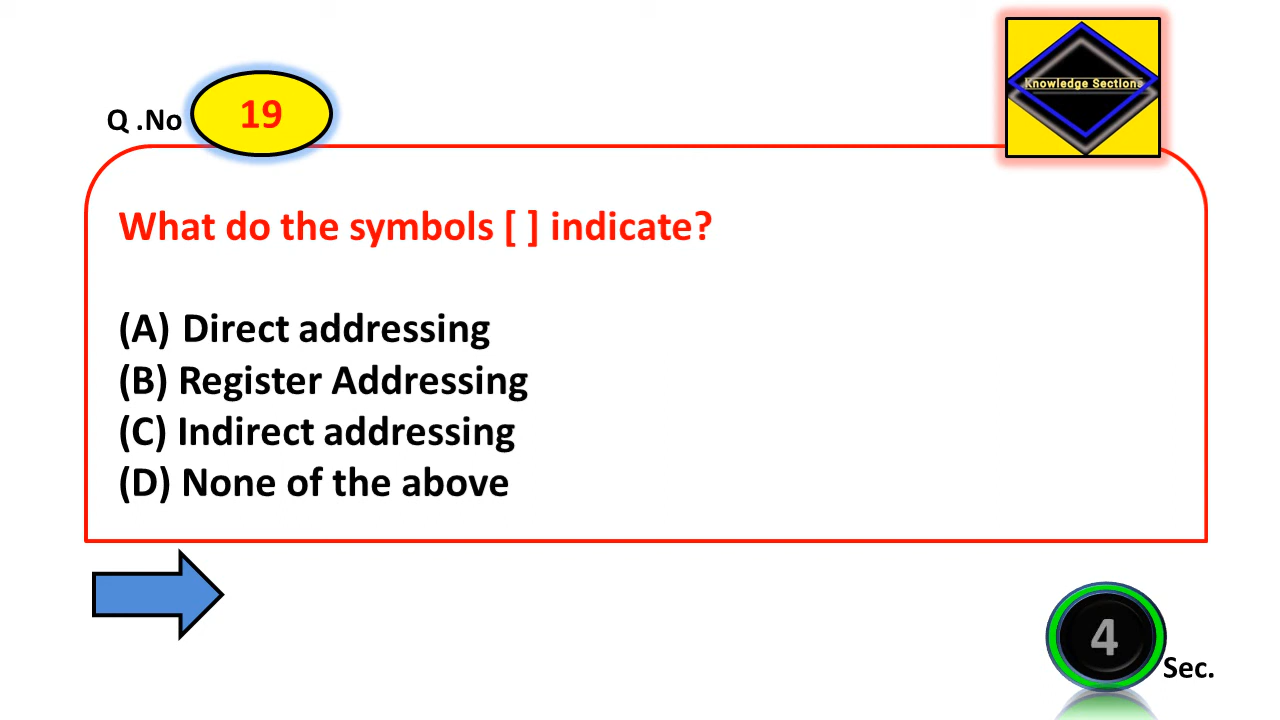 Knowledge Sections
Q .No 19
What do the symbols [ ] indicate?
(A) Direct addressing
(B) Register Addressing
(C) Indirect addressing
(D) None of the above
4 Sec.